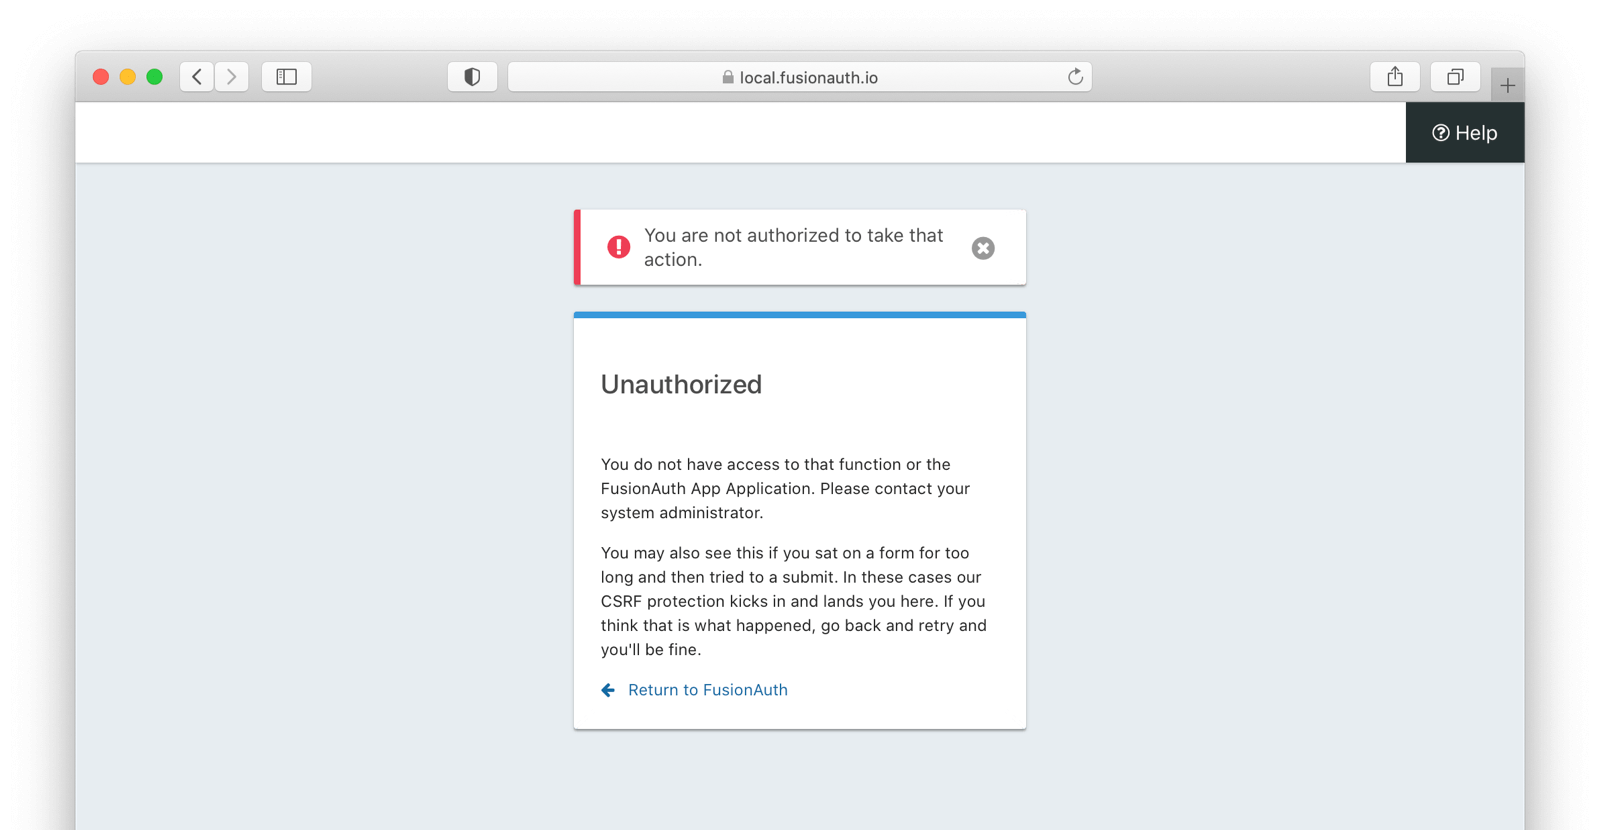 local.fusionauth.io
Help
You are not authorized to take that
action.
Unauthorized
You do not have access to that function or the
FusionAuth App Application. Please contact your
system administrator.
You may also see this if you sat on a form for too
long and then tried to a submit. In these cases our
CSRF protection kicks in and lands you here. If you
think that is what happened, go back and retry and
you'll be fine.
Return to FusionAuth